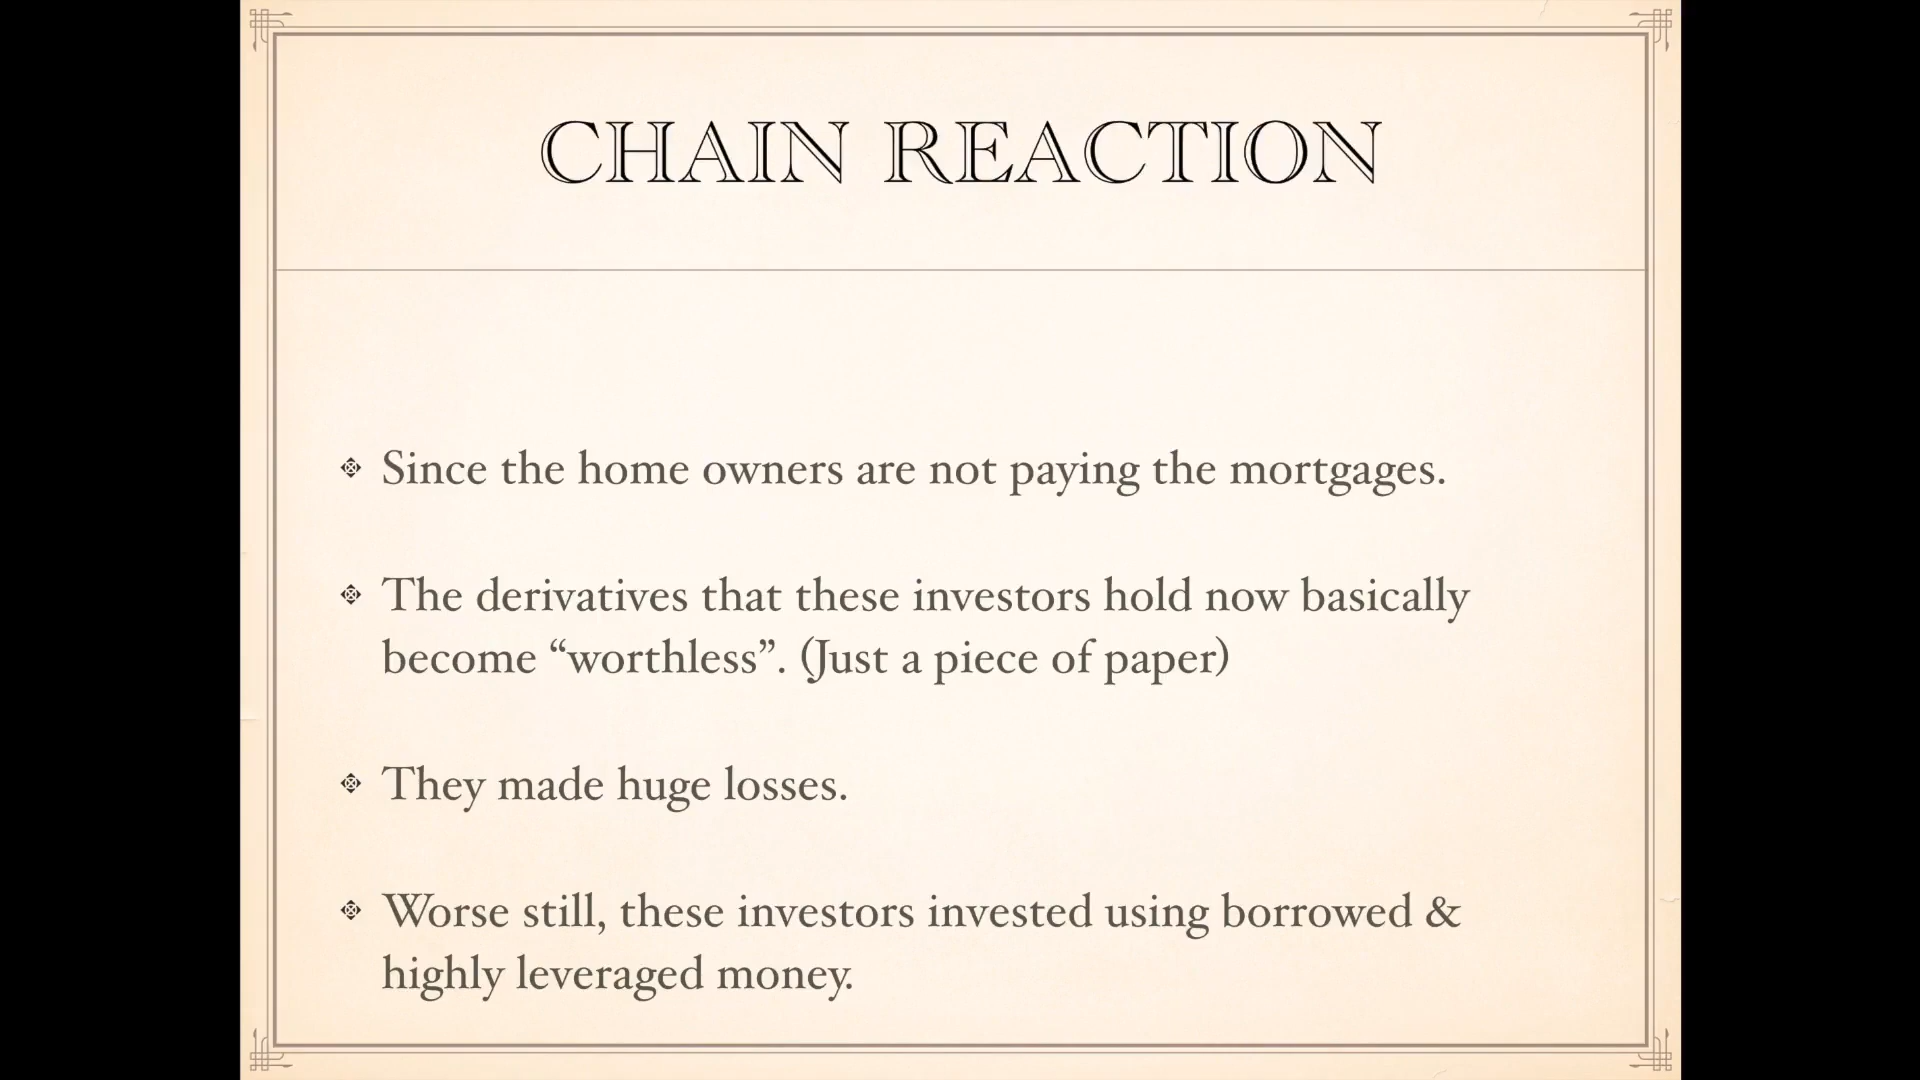 CHAIN REACTION
Since the home owners are not paying the mortgages.
The derivatives that these investors hold now basically
become “worthless”. (Just a piece of paper)
They made huge losses.
Worse still, these investors invested using borrowed &
highly leveraged money.